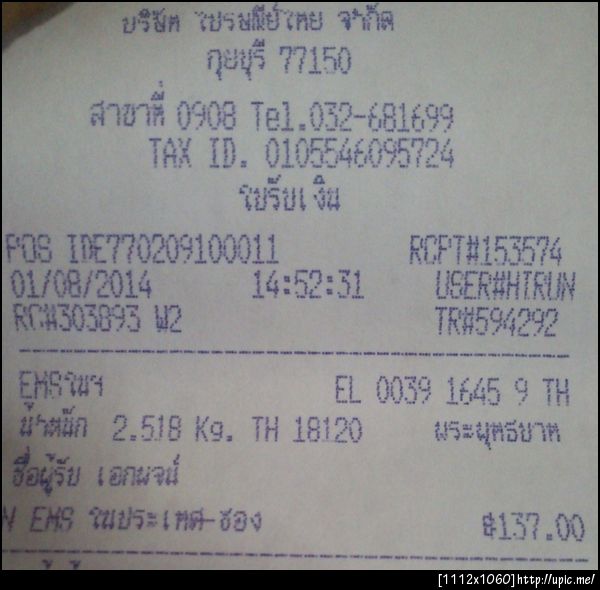 บริษัท ไปรษณีย์ไทย จำกัด
กุยบุรี 77150
สาขาที่ 0908 Tel.032-681699
TAX ID. 0105546095724
ใบรับเงิน
POS IDE770209100011 RCPT#153574
01/08/2014 14:52:31 USER#HIRUN
RC#303893 W2 TR#594292
EMSในฯ EL 0039 1645 9 TH
น้ำหนัก 2.518 Kg. TH 18120 พระพุทธบาท
ชื่อผู้รับ เอกผจน์
N EMS ในประเทศ-ซอง ฿137.00
[1112x1060]http://upic.me/